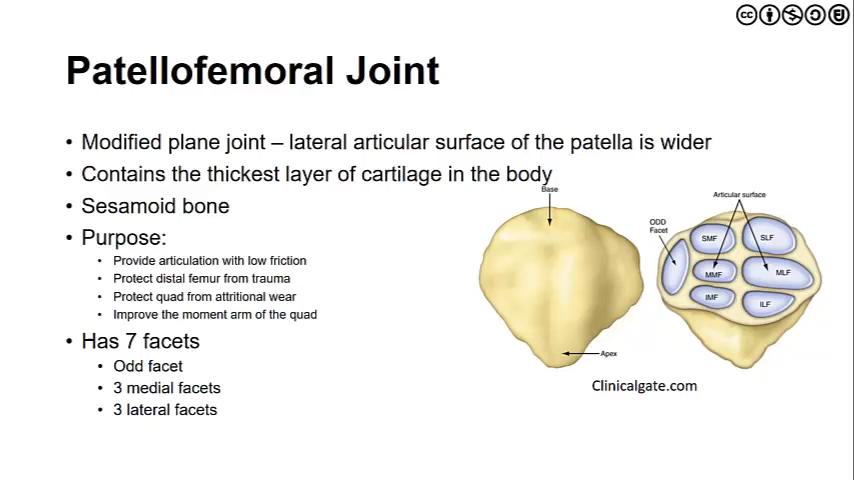 Patellofemoral Joint
• Modified plane joint – lateral articular surface of the patella is wider
• Contains the thickest layer of cartilage in the body
• Sesamoid bone
• Purpose:
• Provide articulation with low friction
• Protect distal femur from trauma
• Protect quad from attritional wear
• Improve the moment arm of the quad
• Has 7 facets
• Odd facet
• 3 medial facets
• 3 lateral facets
Base
Apex
Articular surface
ODD
Facet
SMF
SLF
MMF
MLF
IMF
ILF
Clinicalgate.com
cc